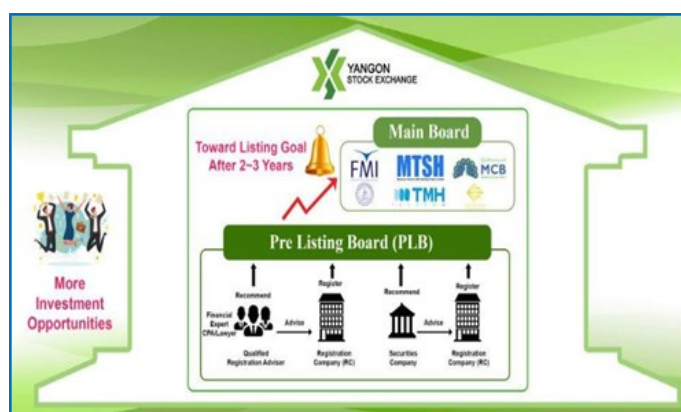 YANGON
STOCK EXCHANGE
Toward Listing Goal
After 2~3 Years
Main Board
FMI
MTSH
MCB
TMH
Pre Listing Board (PLB)
More
Investment
Opportunities
Recommend
Register
Recommend
Register
Financial
Expert
CPA/Lawyer
Advise
Advise
Qualified
Registration Adviser
Registration
Company (RC)
Securities
Company
Registration
Company (RC)